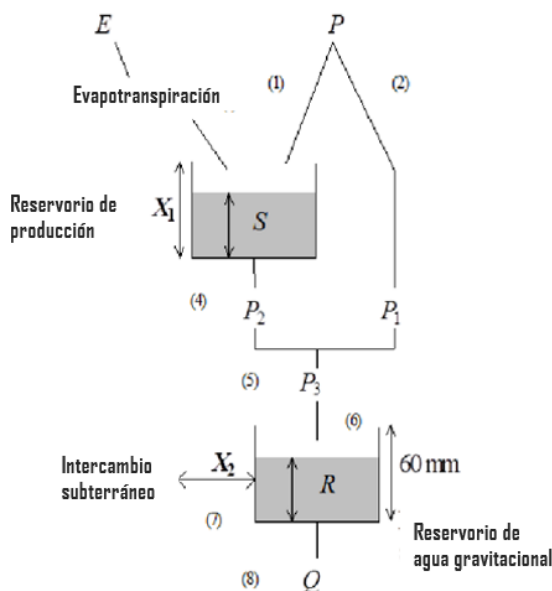 E
P
(1)
(2)
Evapotranspiración
Reservorio de
producción
X1
S
(4)
P2
P1
(5)
P3
(6)
Intercambio
subterráneo
X2
R
60 mm
(7)
Reservorio de
agua gravitacional
(8)
Q